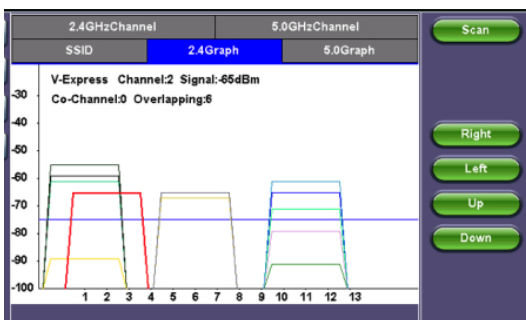 2.4GHzChannel 5.0GHzChannel
SSID 2.4Graph 5.0Graph
V-Express Channel:2 Signal:-65dBm
Co-Channel:0 Overlapping:6
-30
-40
-50
-60
-70
-80
-90
-100
1 2 3 4 5 6 7 8 9 10 11 12 13
Scan
Right
Left
Up
Down